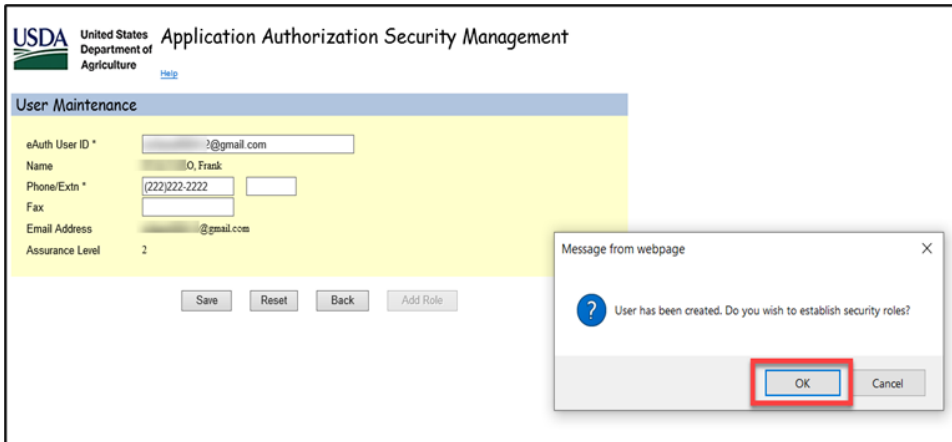 USDA United States Department of Agriculture
Application Authorization Security Management
Help
User Maintenance
eAuth User ID * 2@gmail.com
Name O, Frank
Phone/Extn * (222)222-2222
Fax
Email Address @gmail.com
Assurance Level 2
Save Reset Back Add Role
Message from webpage
User has been created. Do you wish to establish security roles?
OK Cancel